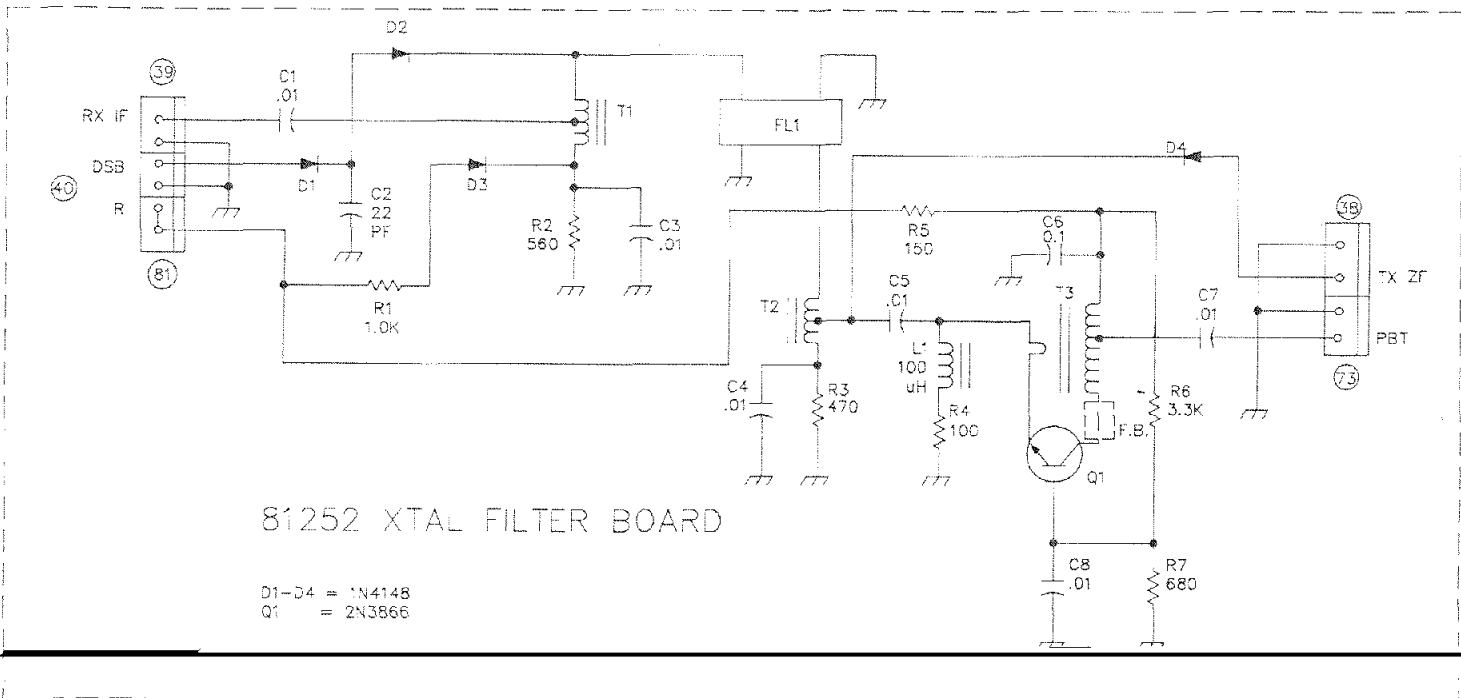 D2
39
C1
.01
RX IF
T1
FL1
DSB
40
D1
D3
D4
C2
22
PF
R
R2
560
C3
.01
81
R1
1.0K
R5
150
C6
0.1
38
TX ZF
T2
C5
.01
T3
C7
.01
PBT
L1
100
uH
C4
.01
R3
470
R4
100
R6
3.3K
73
F.B.
Q1
81252 XTAL FILTER BOARD
C8
.01
R7
680
D1-D4 = 1N4148
Q1 = 2N3866